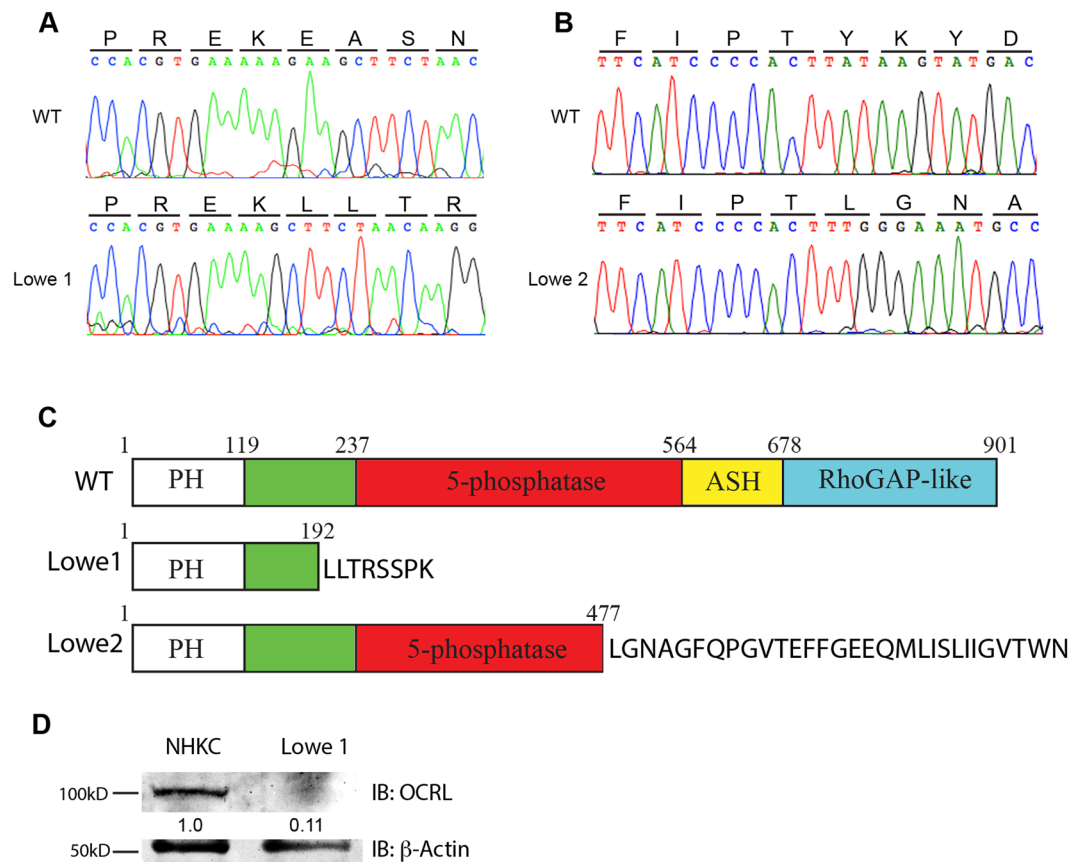 A
P R E K E A S N
CCACGTGAAAAAGAAGCTTCTAAC
WT
P R E K L L T R
CCACGTGAAAAGCTTCTAACAAGG
Lowe 1
B
F I P T Y K Y D
TTCATCCCCACTTATAAGTATGAC
WT
F I P T L G N A
TTCATCCCCACTTTGGGAAATGCC
Lowe 2
C
1 119 237 564 678 901
WT PH 5-phosphatase ASH RhoGAP-like
1 192
Lowe1 PH LLTRSSPK
1 477
Lowe2 PH 5-phosphatase LGNAGFQPGVTEFFGEEQMLISLIIGVTWN
D
NHKC Lowe 1
100kD IB: OCRL
1.0 0.11
50kD IB: β-Actin